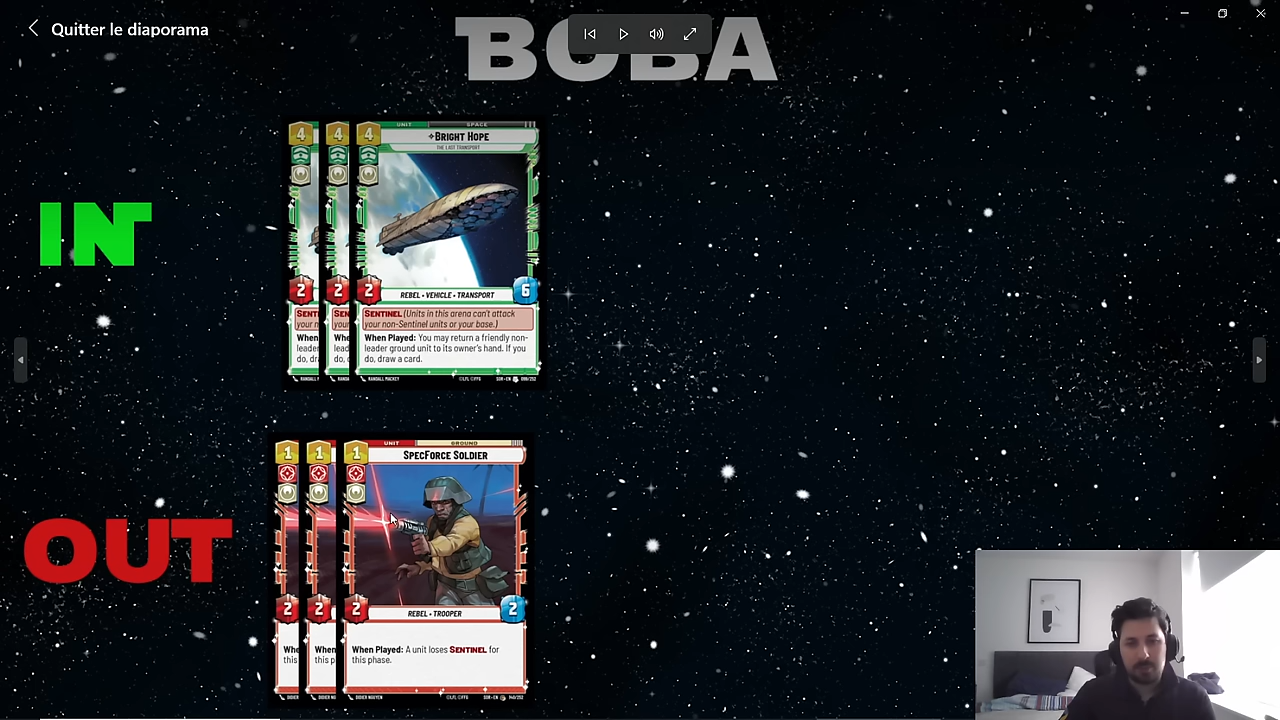 Quitter le diaporama
BOBA
IN
4
4
4
UNIT
SPACE
BRIGHT HOPE
THE LAST TRANSPORT
2
2
2
REBEL • VEHICLE • TRANSPORT
6
SENTINEL (Units in this arena can't attack
your non-Sentinel units or your base.)
When Played: You may return a friendly non-
leader ground unit to its owner's hand. If you
do, draw a card.
RANDALL MACKEY
OUT
1
1
1
UNIT
GROUND
SPECFORCE SOLDIER
2
2
2
REBEL • TROOPER
2
When Played: A unit loses SENTINEL for
this phase.
DIDIER NGUYEN